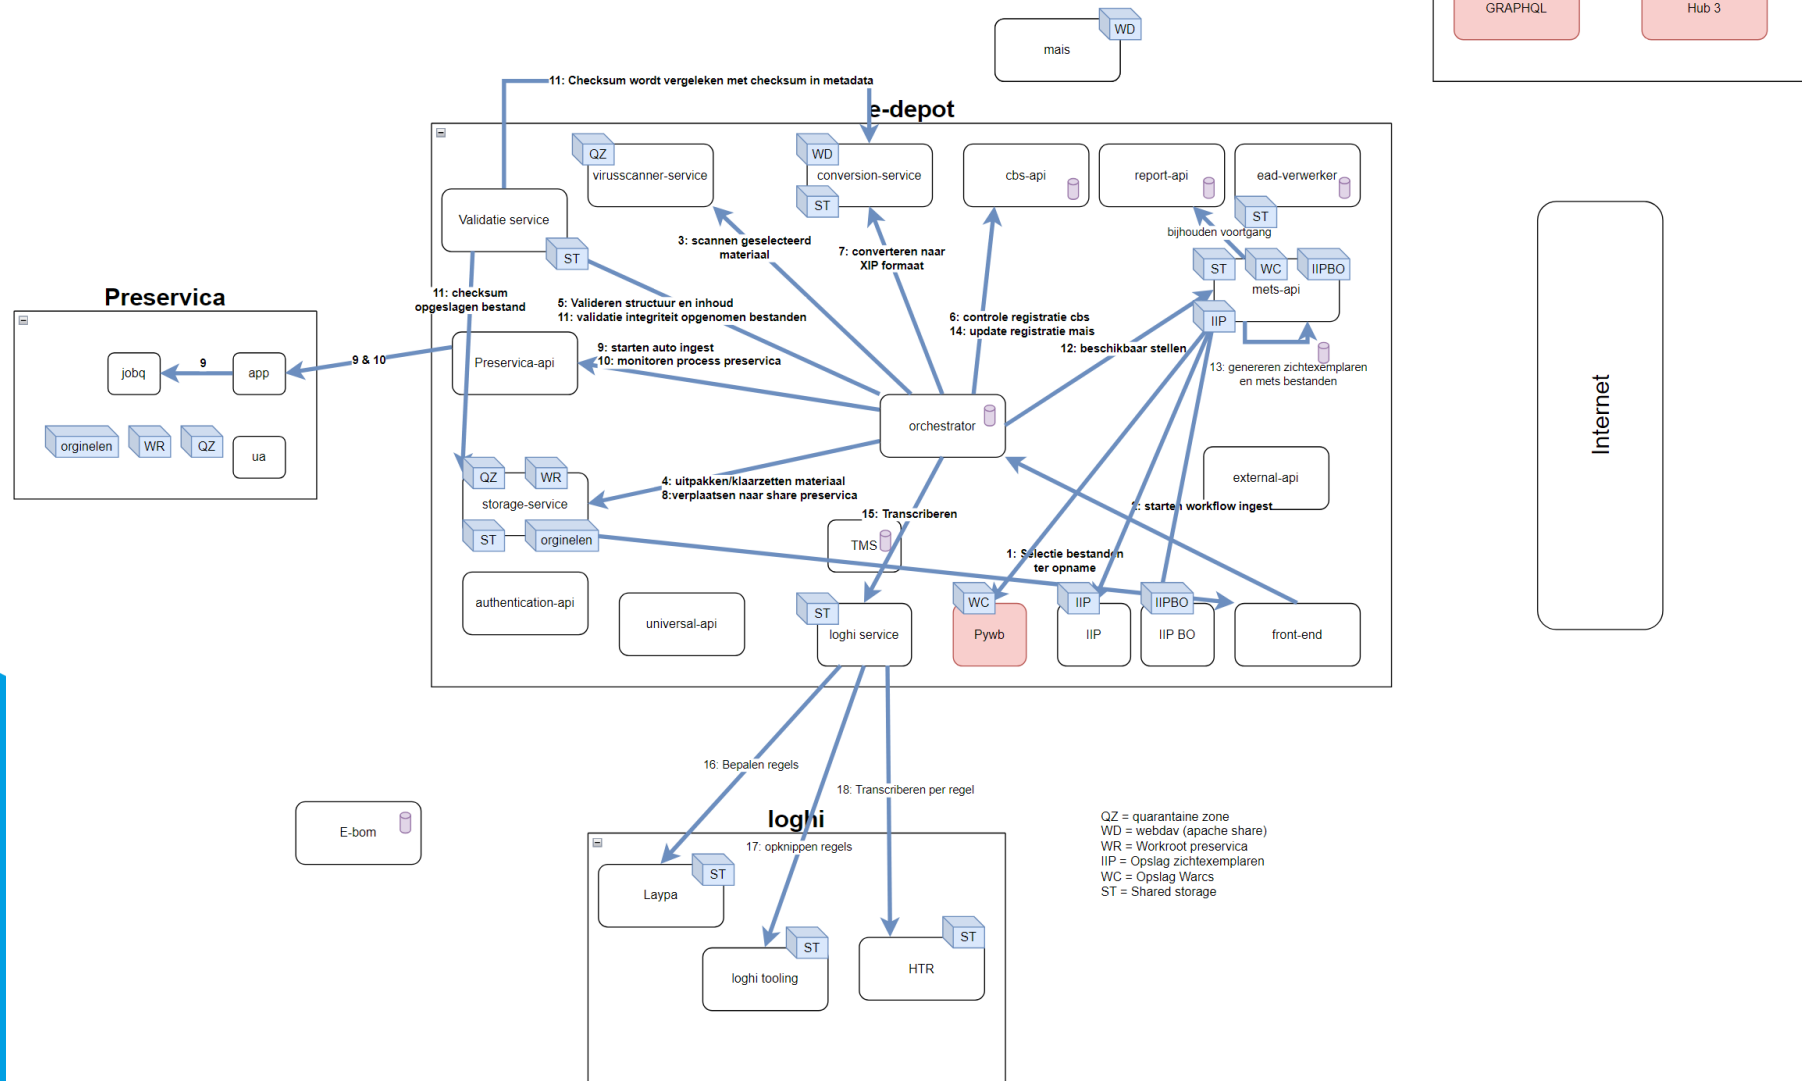 GRAPHQL
Hub 3
WD
mais
11: Checksum wordt vergeleken met checksum in metadata
e-depot
QZ
virusscanner-service
WD
conversion-service
ST
cbs-api
report-api
ead-verwerker
ST
Validatie service
ST
3: scannen geselecteerd
materiaal
7: converteren naar
XIP formaat
bijhouden voortgang
ST
WC
IIPBO
mets-api
IIP
Preservica
11: checksum
opgeslagen bestand
5: Valideren structuur en inhoud
11: validatie integriteit opgenomen bestanden
6: controle registratie cbs
14: update registratie mais
12: beschikbaar stellen
13: genereren zichtexemplaren
en mets bestanden
jobq
9
app
9 & 10
Preservica-api
9: starten auto ingest
10: monitoren process preservica
orchestrator
Internet
orginelen
WR
QZ
ua
QZ
WR
storage-service
ST
orginelen
4: uitpakken/klaarzetten materiaal
8:verplaatsen naar share preservica
external-api
2: starten workflow ingest
15: Transcriberen
TMS
1: Selectie bestanden
ter opname
authentication-api
universal-api
ST
loghi service
WC
Pywb
IIP
IIP
IIPBO
IIP BO
front-end
16: Bepalen regels
18: Transcriberen per regel
E-bom
loghi
17: opknippen regels
QZ = quarantaine zone
WD = webdav (apache share)
WR = Workroot preservica
IIP = Opslag zichtexemplaren
WC = Opslag Warcs
ST = Shared storage
ST
Laypa
ST
loghi tooling
ST
HTR